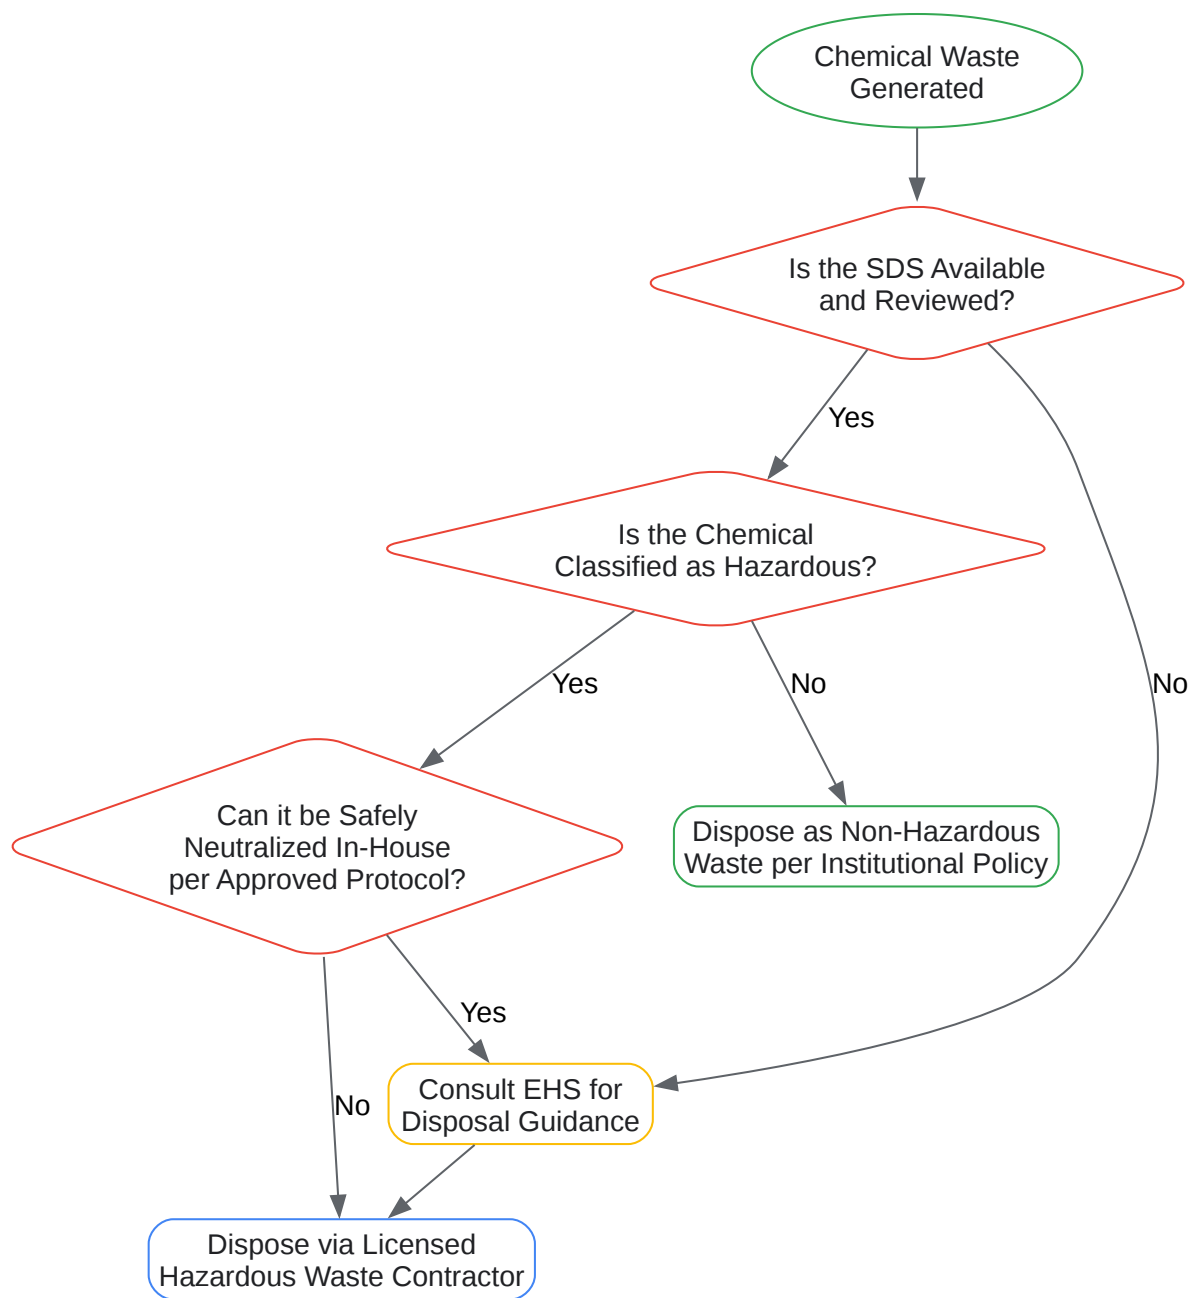 Chemical Waste
Generated
Is the SDS Available
and Reviewed?
Yes
Is the Chemical
Classified as Hazardous?
Yes
No
No
Can it be Safely
Neutralized In-House
per Approved Protocol?
Dispose as Non-Hazardous
Waste per Institutional Policy
Yes
Consult EHS for
Disposal Guidance
No
Dispose via Licensed
Hazardous Waste Contractor